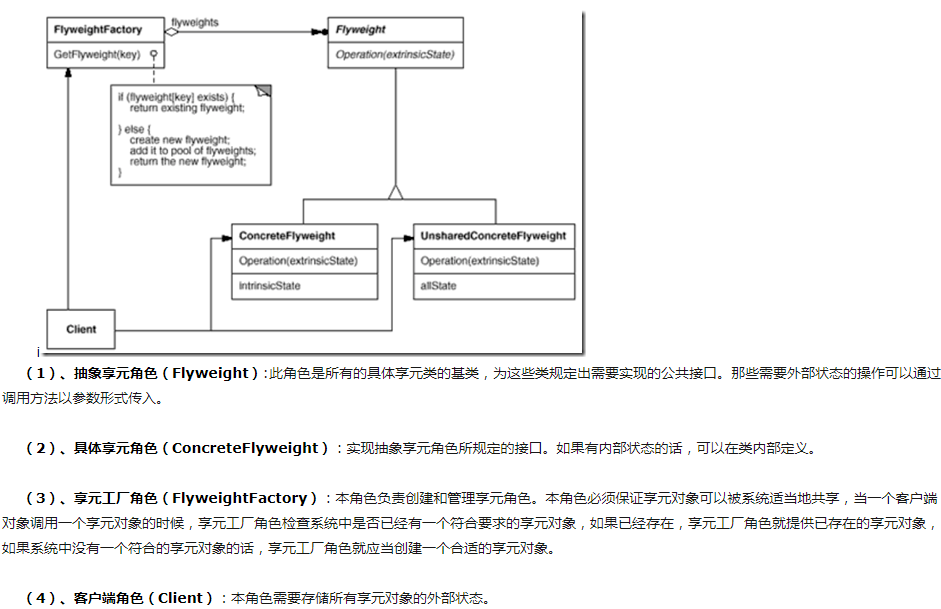 flyweights
FlyweightFactory
GetFlyweight(key)
Flyweight
Operation(extrinsicState)
if (flyweight[key] exists) {
return existing flyweight;
} else {
create new flyweight;
add it to pool of flyweights;
return the new flyweight;
}
ConcreteFlyweight
Operation(extrinsicState)
intrinsicState
UnsharedConcreteFlyweight
Operation(extrinsicState)
allState
Client
i
（1）、抽象享元角色（Flyweight）:此角色是所有的具体享元类的基类，为这些类规定出需要实现的公共接口。那些需要外部状态的操作可以通过
调用方法以参数形式传入。
（2）、具体享元角色（ConcreteFlyweight）：实现抽象享元角色所规定的接口。如果有内部状态的话，可以在类内部定义。
（3）、享元工厂角色（FlyweightFactory）：本角色负责创建和管理享元角色。本角色必须保证享元对象可以被系统适当地共享，当一个客户端
对象调用一个享元对象的时候，享元工厂角色检查系统中是否已经有一个符合要求的享元对象，如果已经存在，享元工厂角色就提供已存在的享元对象，
如果系统中没有一个符合的享元对象的话，享元工厂角色就应当创建一个合适的享元对象。
（4）、客户端角色（Client）：本角色需要存储所有享元对象的外部状态。